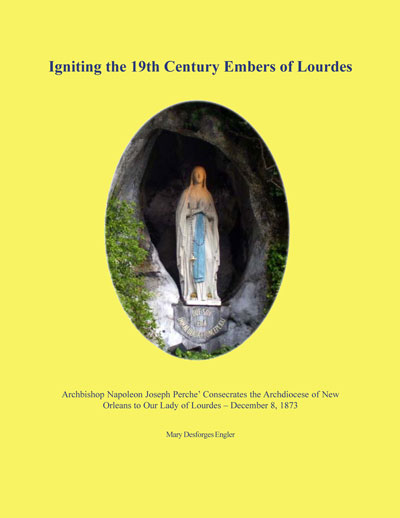 Igniting the 19th Century Embers of Lourdes
Archbishop Napoleon Joseph Perche’ Consecrates the Archdiocese of New
Orleans to Our Lady of Lourdes – December 8, 1873
Mary Desforges Engler